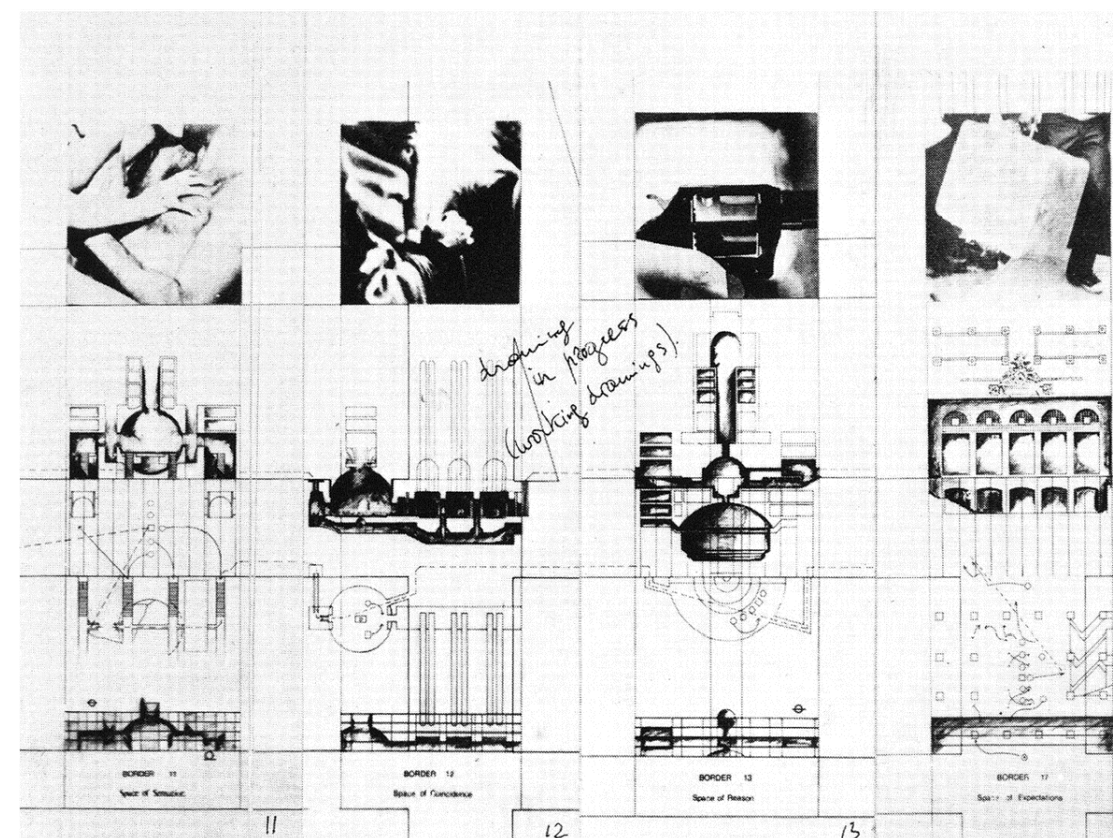 drawing
in progress
(working drawings).
BORDER 11
Space of Sensation
BORDER 12
Space of Coincidence
BORDER 13
Space of Reason
BORDER 17
Space of Expectations
11
12
13